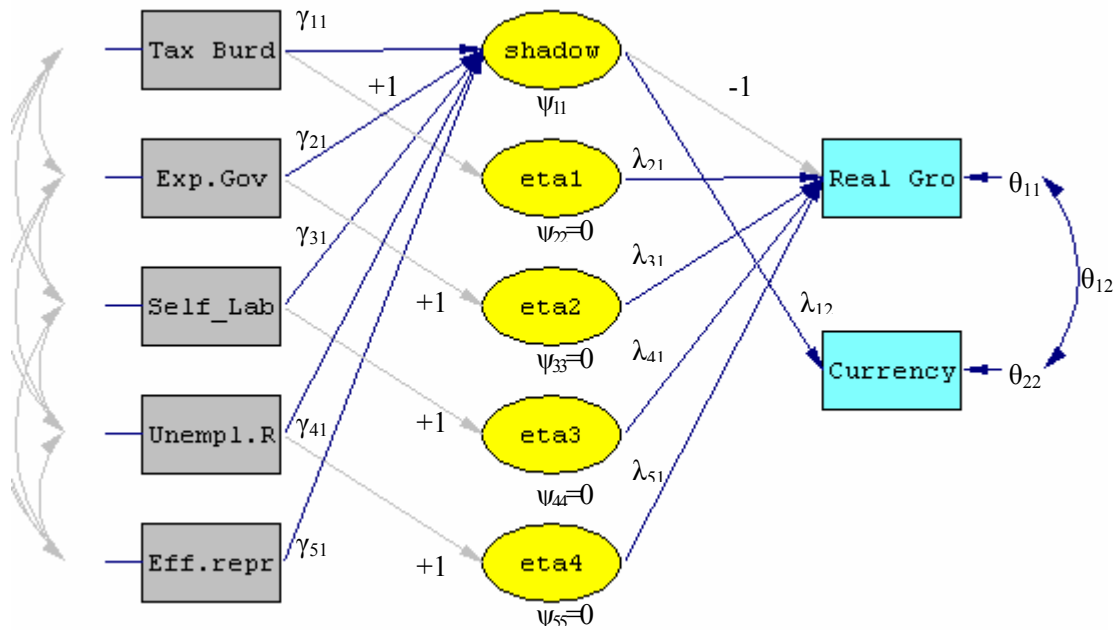 γ11
Tax Burd
shadow
+1
-1
ψ11
γ21
λ21
Exp.Gov
eta1
Real Gro
θ11
ψ22=0
γ31
λ31
θ12
Self_Lab
+1
eta2
λ12
ψ33=0
λ41
Currency
θ22
γ41
Unempl.R
+1
eta3
λ51
ψ44=0
γ51
Eff.repr
+1
eta4
ψ55=0